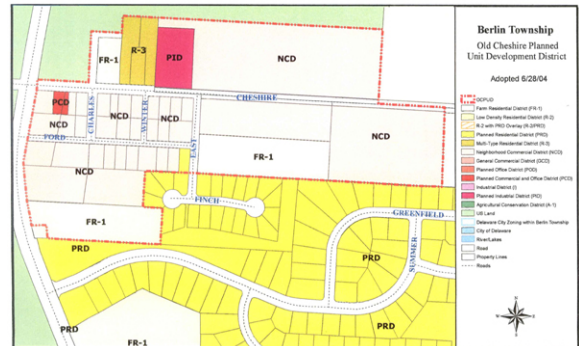 Berlin Township
Old Cheshire Planned
Unit Development District
Adopted 6/28/04
OCPUD
Farm Residential District (FR-1)
Low Density Residential District (R-2)
R-2 with PRD Overlay (R-2/PRD)
Planned Residential District (PRD)
Multi-Type Residential District (R-3)
Neighborhood Commercial District (NCD)
General Commercial District (GCD)
Planned Office District (POD)
Planned Commercial and Office District (PCD)
Industrial District (I)
Planned Industrial District (PID)
Agricultural Conservation District (A-1)
US Land
Delaware City Zoning within Berlin Township
City of Delaware
River/Lakes
Road
Property Lines
Roads
FR-1
R-3
PID
NCD
CHESHIRE
PCD
CHARLES
NCD
WINTER
NCD
NCD
NCD
FORD
EAST
FR-1
NCD
FINCH
GREENFIELD
FR-1
SUMMER
PRD
PRD
PRD
PRD
FR-1